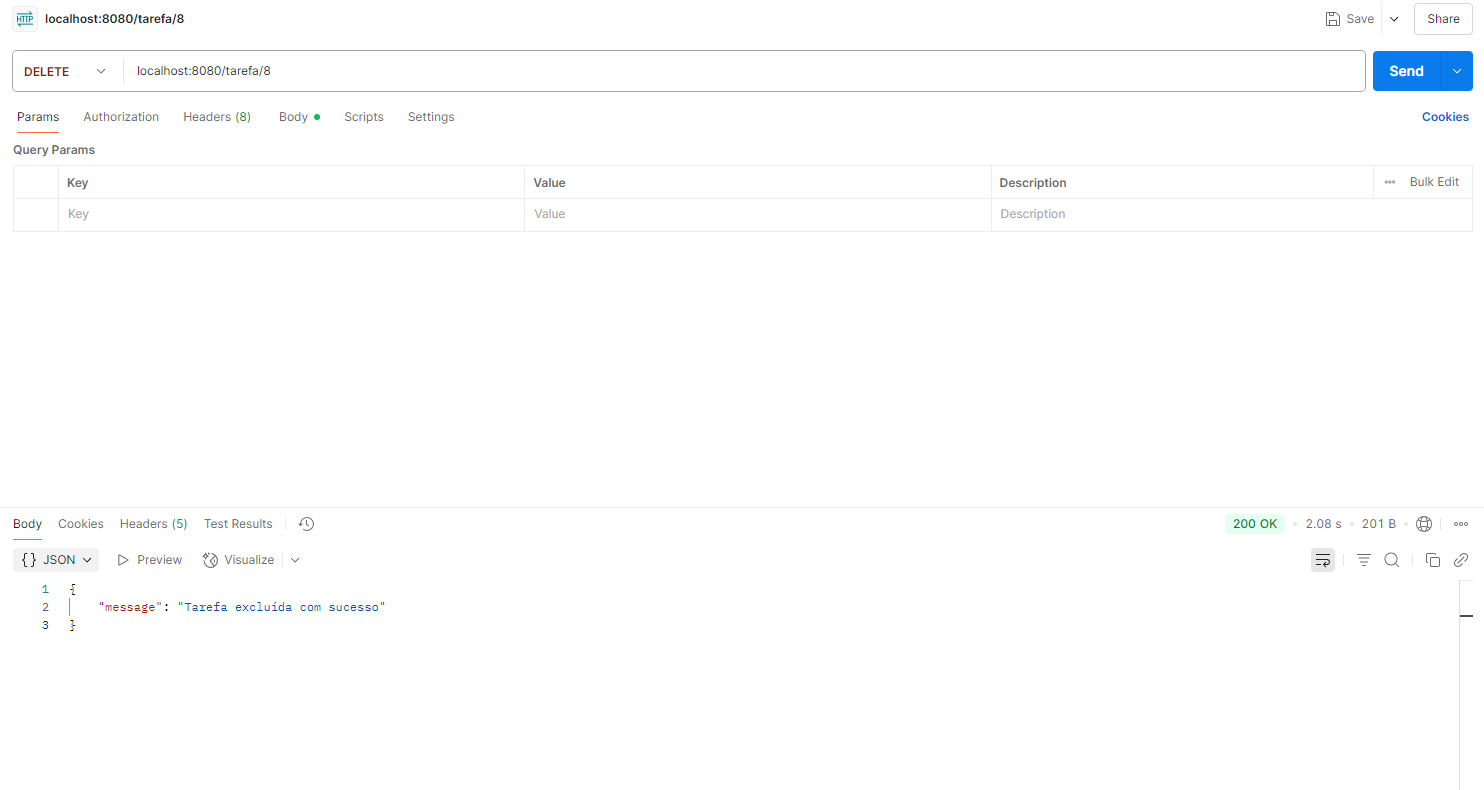 HTTP localhost:8080/tarefa/8 Save Share
DELETE localhost:8080/tarefa/8 Send
Params Authorization Headers (8) Body Scripts Settings Cookies
Query Params
Key Value Description Bulk Edit
Key Value Description
Body Cookies Headers (5) Test Results 200 OK 2.08 s 201 B
{} JSON Preview Visualize
1 {
2 "message": "Tarefa excluída com sucesso"
3 }